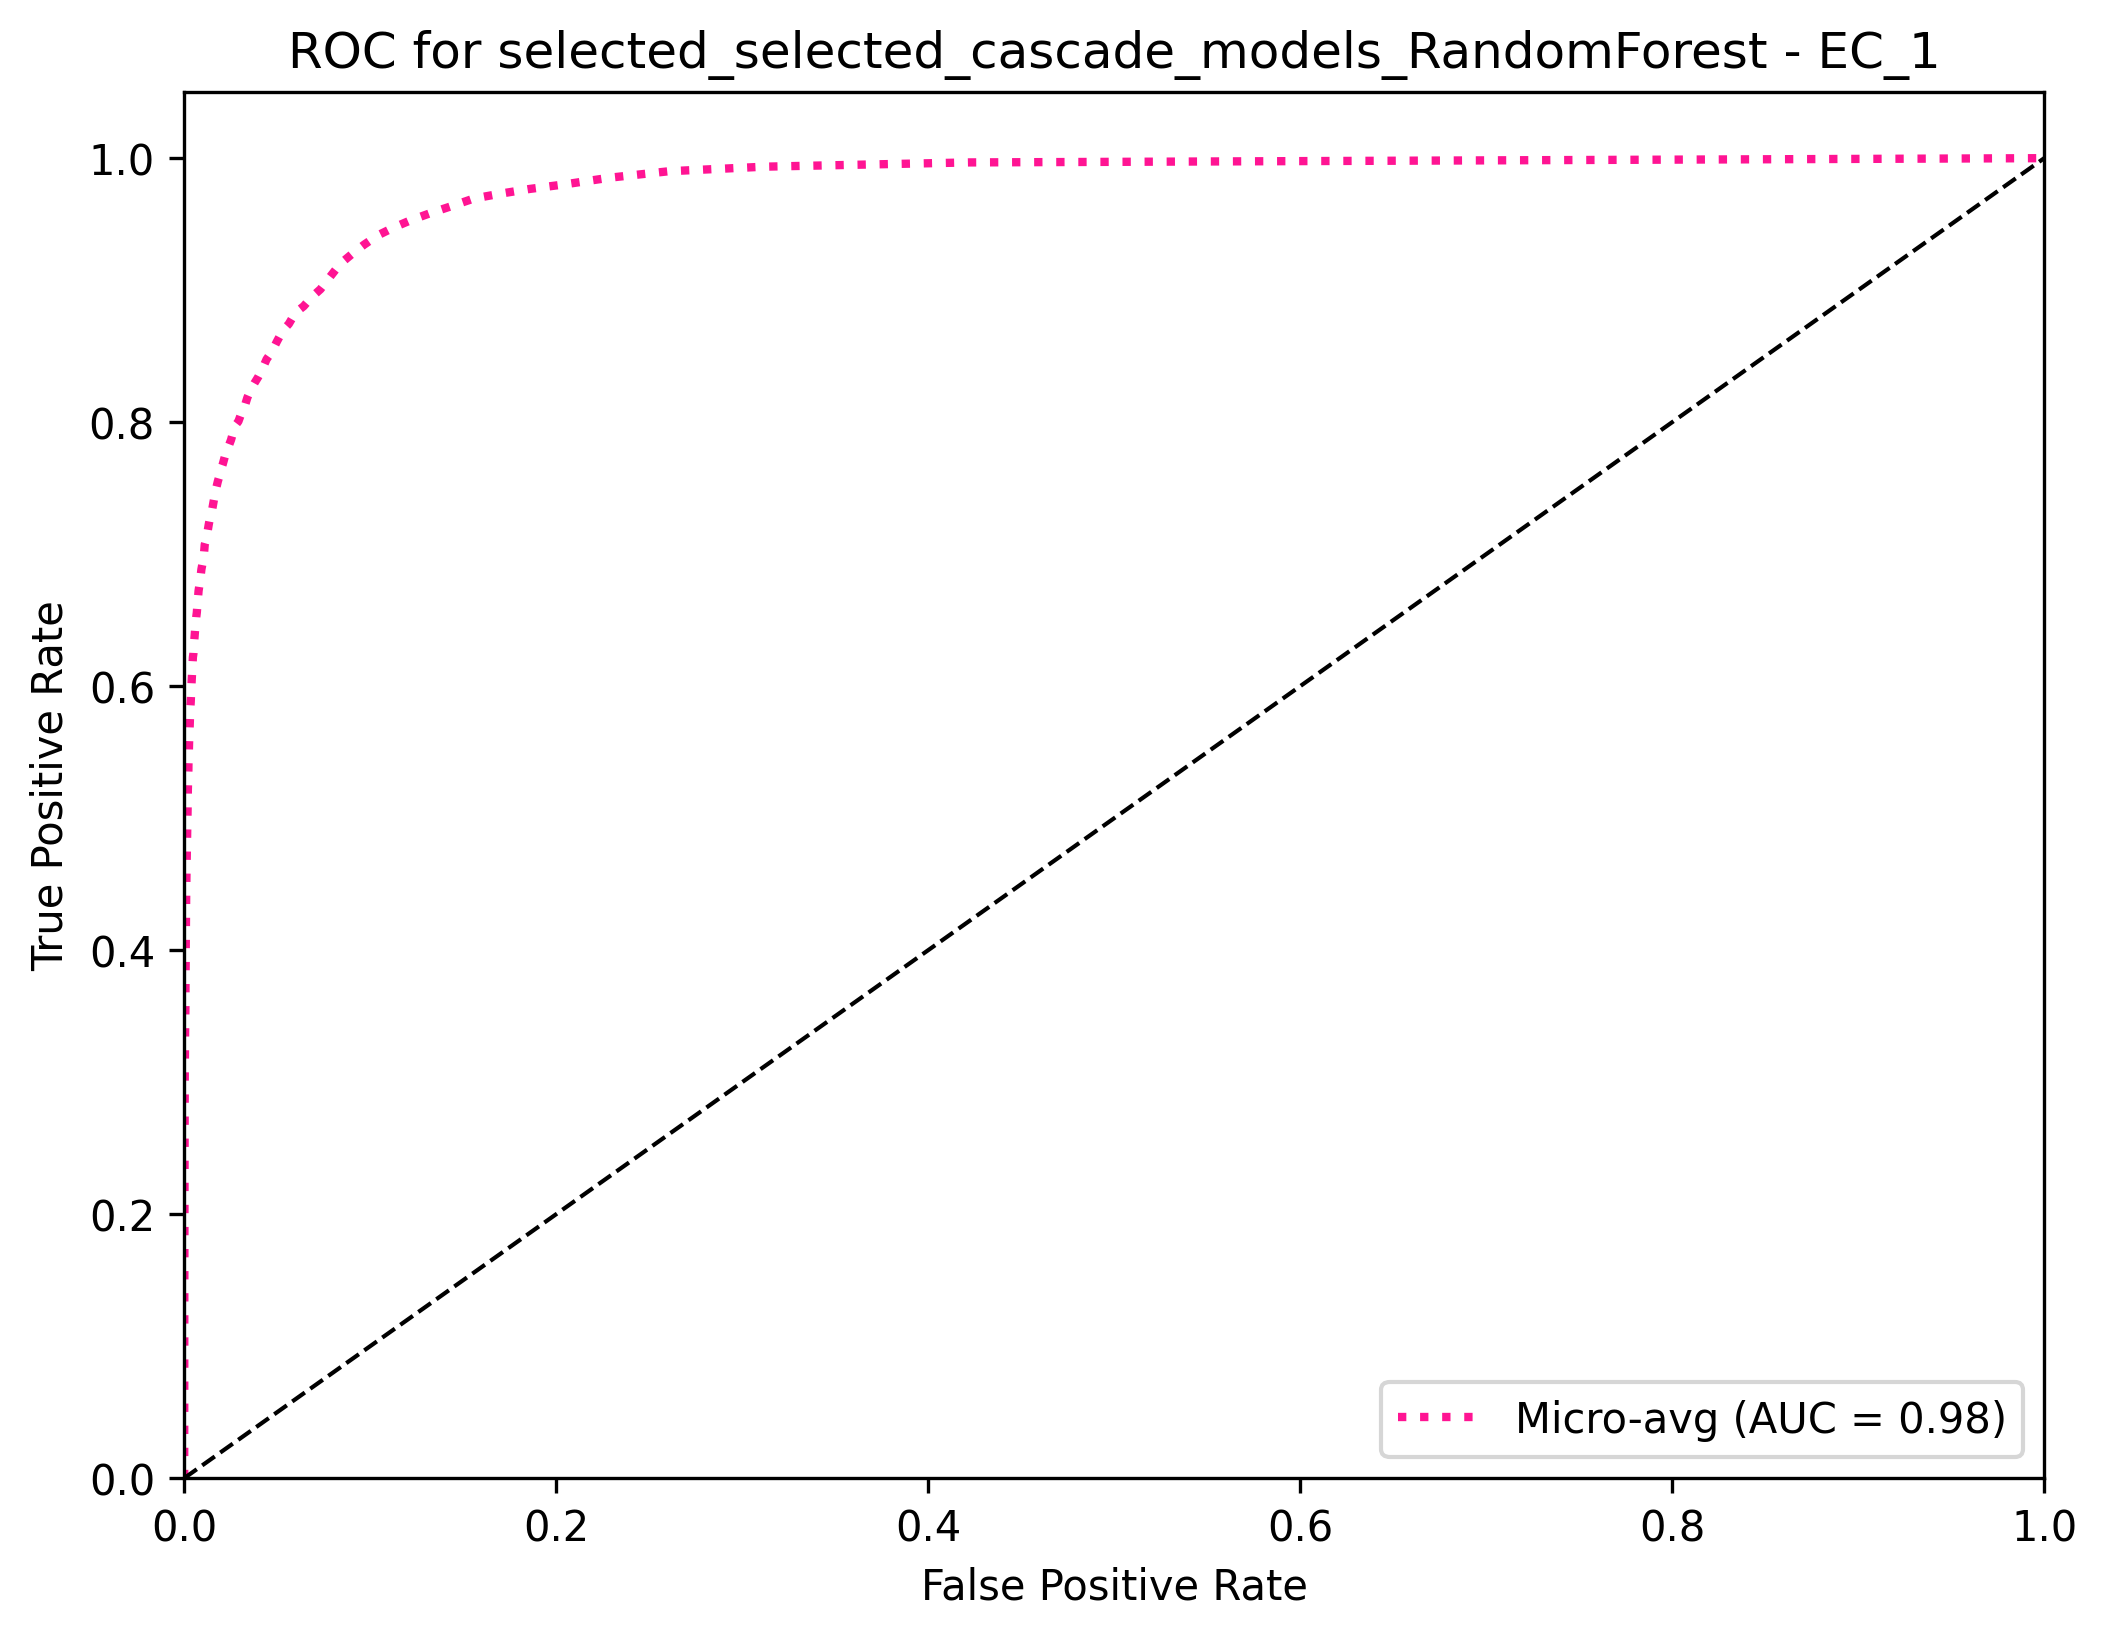 ROC for selected_selected_cascade_models_RandomForest - EC_1
True Positive Rate
1.0
0.8
0.6
0.4
0.2
0.0
Micro-avg (AUC = 0.98)
0.0 0.2 0.4 0.6 0.8 1.0
False Positive Rate